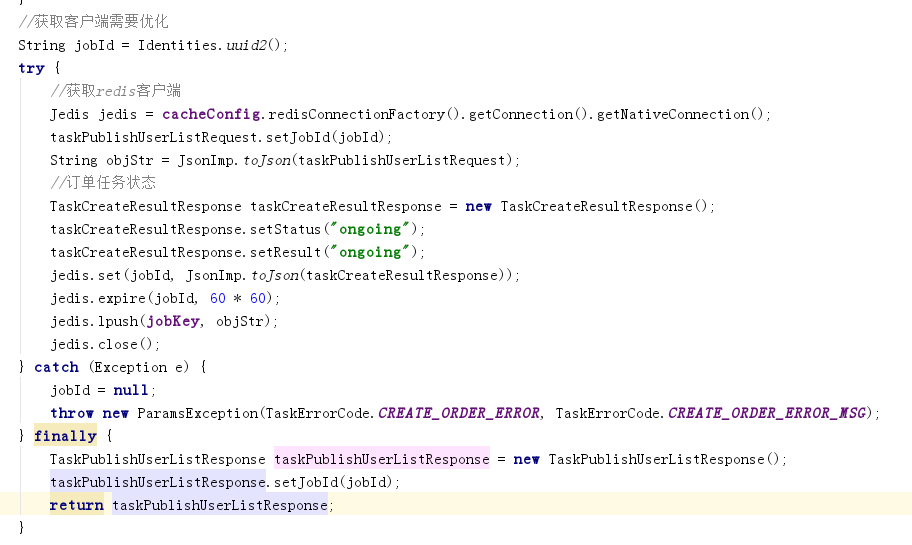 }
//获取客户端需要优化
String jobId = Identities.uuid2();
try {
//获取redis客户端
Jedis jedis = cacheConfig.redisConnectionFactory().getConnection().getNativeConnection();
taskPublishUserListRequest.setJobId(jobId);
String objStr = JsonImp.toJson(taskPublishUserListRequest);
//订单任务状态
TaskCreateResultResponse taskCreateResultResponse = new TaskCreateResultResponse();
taskCreateResultResponse.setStatus("ongoing");
taskCreateResultResponse.setResult("ongoing");
jedis.set(jobId, JsonImp.toJson(taskCreateResultResponse));
jedis.expire(jobId, 60 * 60);
jedis.lpush(jobKey, objStr);
jedis.close();
} catch (Exception e) {
jobId = null;
throw new ParamsException(TaskErrorCode.CREATE_ORDER_ERROR, TaskErrorCode.CREATE_ORDER_ERROR_MSG);
} finally {
TaskPublishUserListResponse taskPublishUserListResponse = new TaskPublishUserListResponse();
taskPublishUserListResponse.setJobId(jobId);
return taskPublishUserListResponse;
}